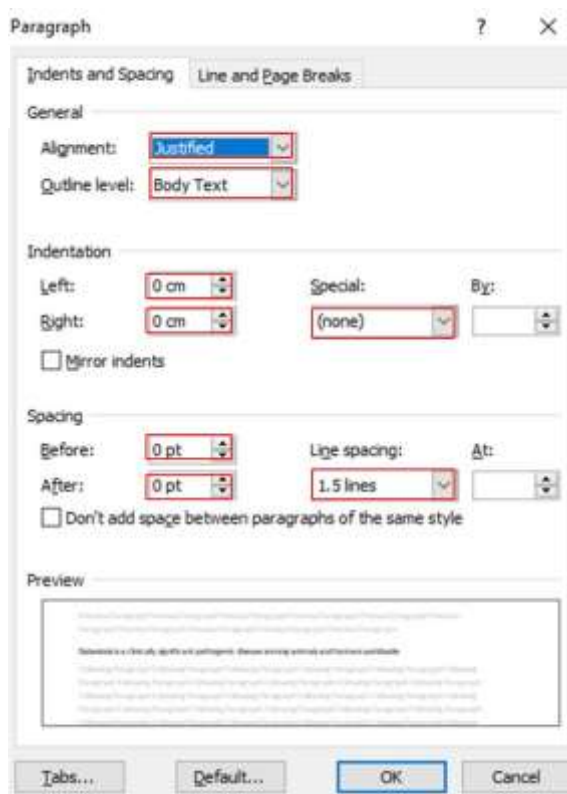 Paragraph ? ×
Indents and Spacing Line and Page Breaks
General
Alignment: Justified
Outline level: Body Text
Indentation
Left: 0 cm Special: By:
Right: 0 cm (none)
Mirror indents
Spacing
Before: 0 pt Line spacing: At:
After: 0 pt 1.5 lines
Don't add space between paragraphs of the same style
Preview
Tabs... Default... OK Cancel